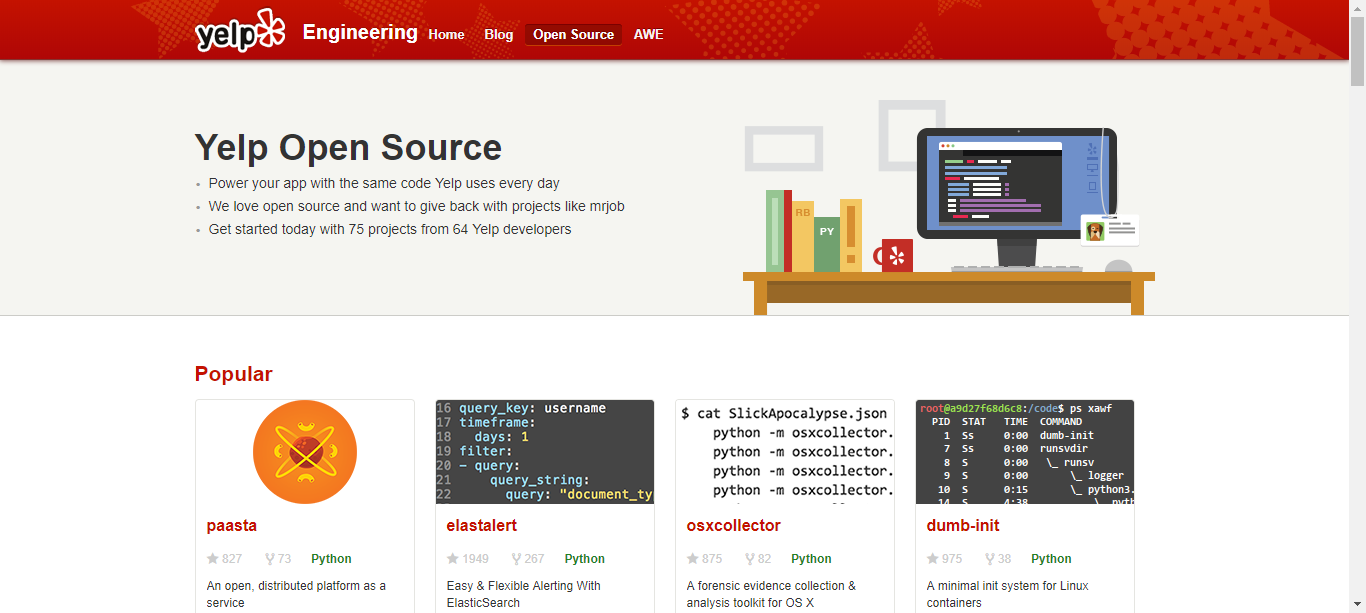 yelp Engineering Home Blog Open Source AWE
Yelp Open Source
Power your app with the same code Yelp uses every day
We love open source and want to give back with projects like mrjob
Get started today with 75 projects from 64 Yelp developers
RB
PY
Popular
16 query_key: username
17 timeframe:
18 days: 1
19 filter:
20 - query:
21 query_string:
22 query: "document_ty
$ cat SlickApocalypse.json
python -m osxcollector.
python -m osxcollector.
python -m osxcollector.
python -m osxcollector.
root@a9d27f68d6c8:/code$ ps xawf
PID STAT TIME COMMAND
1 Ss 0:00 dumb-init
7 Ss 0:00 runsvdir
8 S 0:00 \_ runsv
9 S 0:00 \_ logger
10 S 0:15 \_ python3.
14 S 4:38 \_ pyth
paasta
827 73 Python
An open, distributed platform as a
service
elastalert
1949 267 Python
Easy & Flexible Alerting With
ElasticSearch
osxcollector
875 82 Python
A forensic evidence collection &
analysis toolkit for OS X
dumb-init
975 38 Python
A minimal init system for Linux
containers